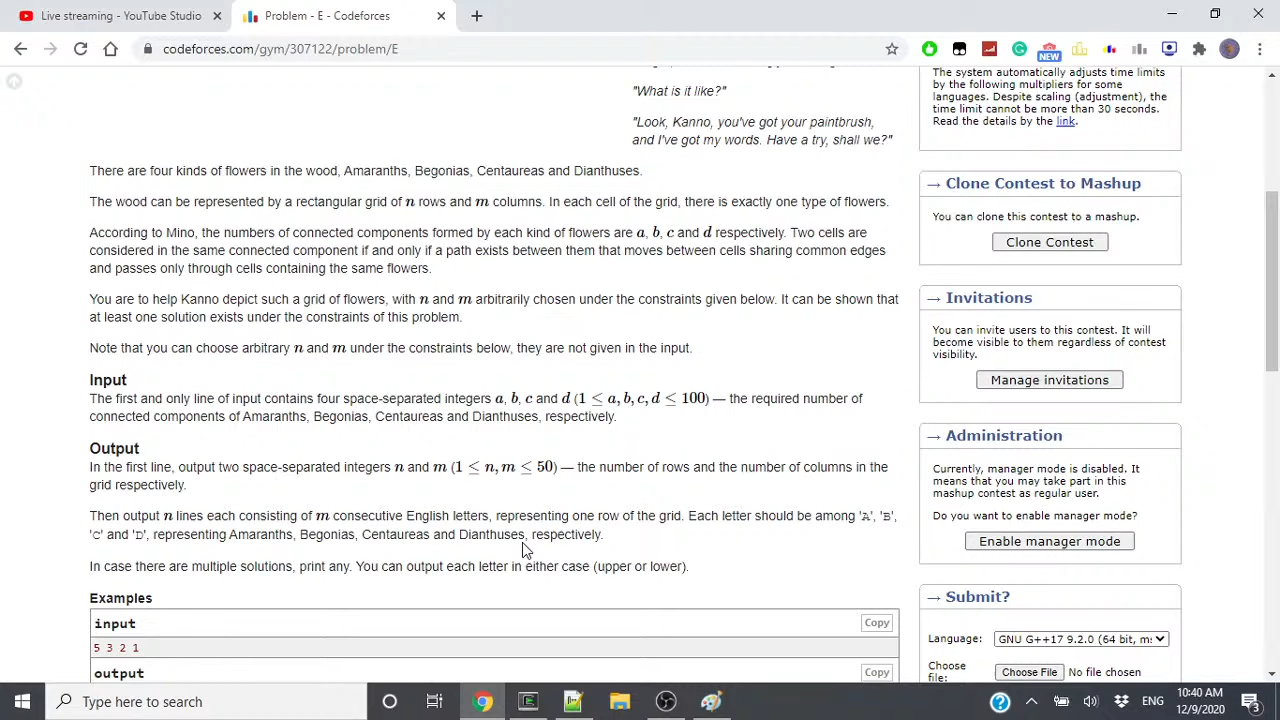 Live streaming - YouTube Studio
Problem - E - Codeforces
codeforces.com/gym/307122/problem/E
NEW
"What is it like?"
"Look, Kanno, you've got your paintbrush,
and I've got my words. Have a try, shall we?"
There are four kinds of flowers in the wood, Amaranths, Begonias, Centaureas and Dianthuses.
The wood can be represented by a rectangular grid of n rows and m columns. In each cell of the grid, there is exactly one type of flowers.
According to Mino, the numbers of connected components formed by each kind of flowers are a, b, c and d respectively. Two cells are
considered in the same connected component if and only if a path exists between them that moves between cells sharing common edges
and passes only through cells containing the same flowers.
You are to help Kanno depict such a grid of flowers, with n and m arbitrarily chosen under the constraints given below. It can be shown that
at least one solution exists under the constraints of this problem.
Note that you can choose arbitrary n and m under the constraints below, they are not given in the input.
Input
The first and only line of input contains four space-separated integers a, b, c and d (1 ≤ a, b, c, d ≤ 100) — the required number of
connected components of Amaranths, Begonias, Centaureas and Dianthuses, respectively.
Output
In the first line, output two space-separated integers n and m (1 ≤ n, m ≤ 50) — the number of rows and the number of columns in the
grid respectively.
Then output n lines each consisting of m consecutive English letters, representing one row of the grid. Each letter should be among 'A', 'B',
'C' and 'D', representing Amaranths, Begonias, Centaureas and Dianthuses, respectively.
In case there are multiple solutions, print any. You can output each letter in either case (upper or lower).
Examples
input
Copy
5 3 2 1
output
Copy
The system automatically adjusts time limits
by the following multipliers for some
languages. Despite scaling (adjustment), the
time limit cannot be more than 30 seconds.
Read the details by the link.
→ Clone Contest to Mashup
You can clone this contest to a mashup.
Clone Contest
→ Invitations
You can invite users to this contest. It will
become visible to them regardless of contest
visibility.
Manage invitations
→ Administration
Currently, manager mode is disabled. It
means that you may take part in this
mashup contest as regular user.
Do you want to enable manager mode?
Enable manager mode
→ Submit?
Language:
GNU G++17 9.2.0 (64 bit, ms
Choose
file:
Choose File No file chosen
Type here to search
ENG
10:40 AM
12/9/2020
3